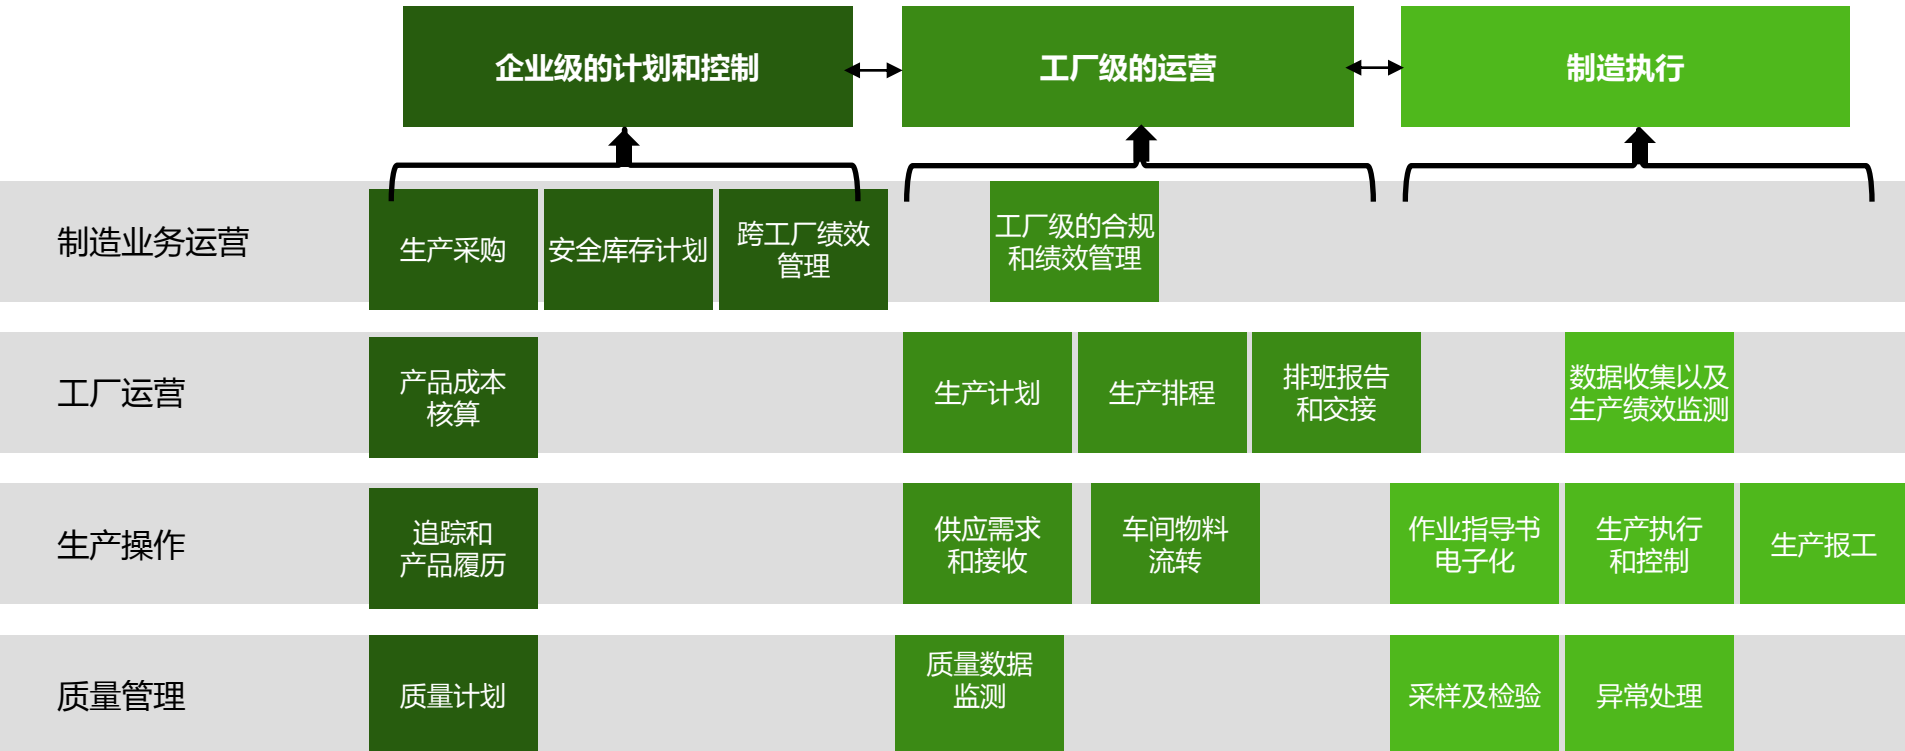 企业级的计划和控制
工厂级的运营
制造执行
制造业务运营
生产采购
安全库存计划
跨工厂绩效
管理
工厂级的合规
和绩效管理
工厂运营
产品成本
核算
生产计划
生产排程
排班报告
和交接
数据收集以及
生产绩效监测
生产操作
追踪和
产品履历
供应需求
和接收
车间物料
流转
作业指导书
电子化
生产执行
和控制
生产报工
质量管理
质量计划
质量数据
监测
采样及检验
异常处理